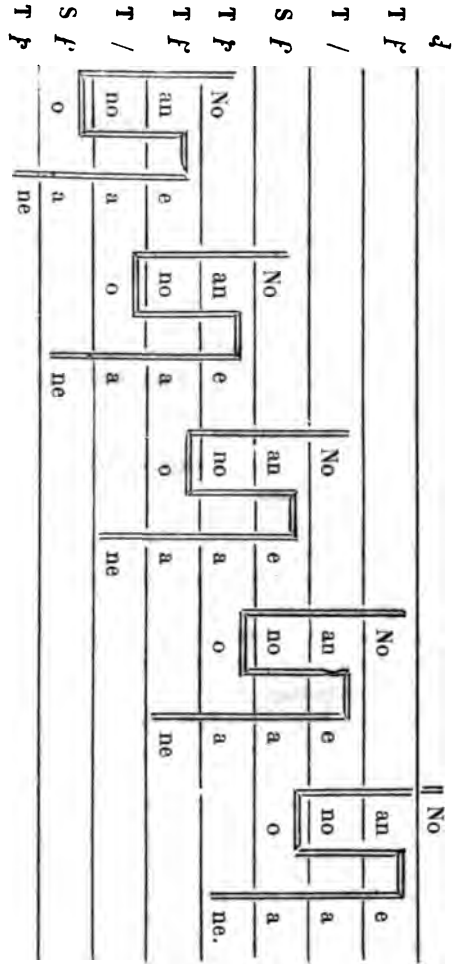 No
T f No an e
T / No an e no a
S f No an e no a o a
T No an e no a o a ne.
T f an e no a o a ne
T / no a o a ne
S f o a ne
T ne